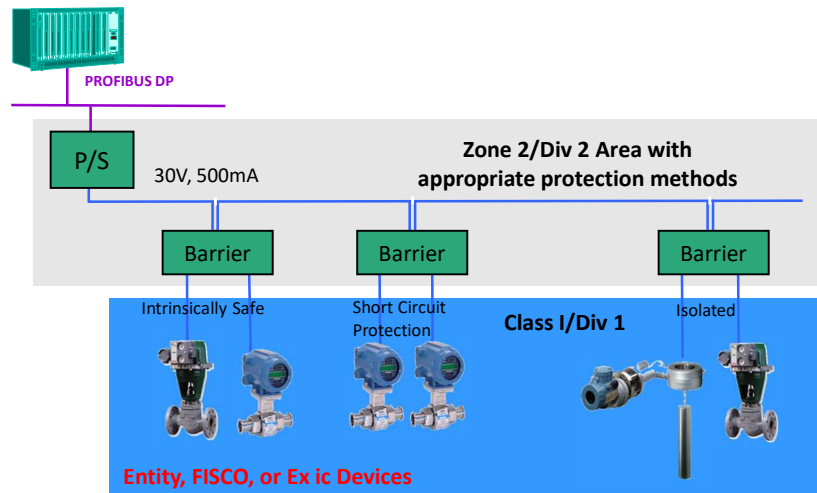 PROFIBUS DP
P/S
30V, 500mA
Zone 2/Div 2 Area with
appropriate protection methods
Barrier
Barrier
Barrier
Intrinsically Safe
Short Circuit
Protection
Isolated
Class I/Div 1
Entity, FISCO, or Ex ic Devices